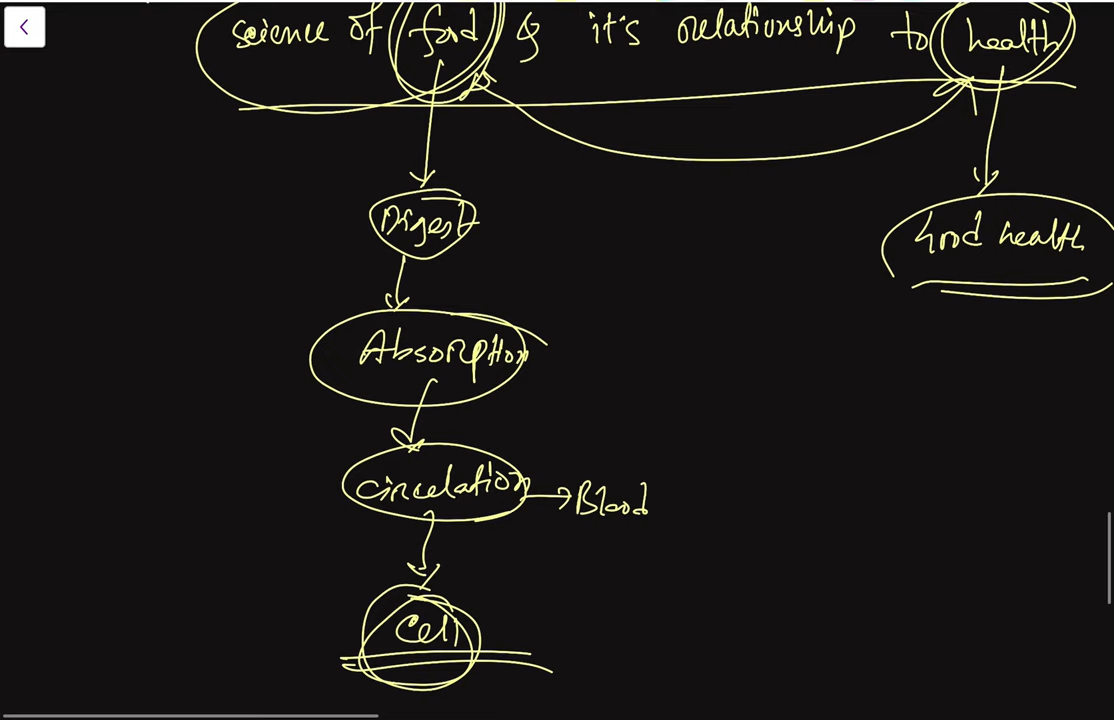 science of food & it's relationship to health
Digest
Good health
Absorption
circulation → Blood
Cell